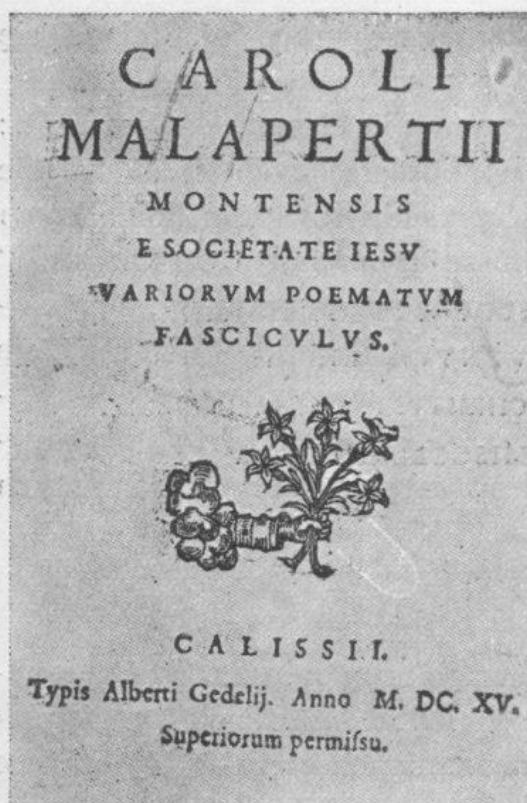 CAROLI
MALAPERTII
MONTENSIS
E SOCIETATE IESV
VARIORVM POEMATVM
FASCICVLVS.
CALISSII.
Typis Alberti Gedelij. Anno M. DC. XV.
Superiorum permiſsu.